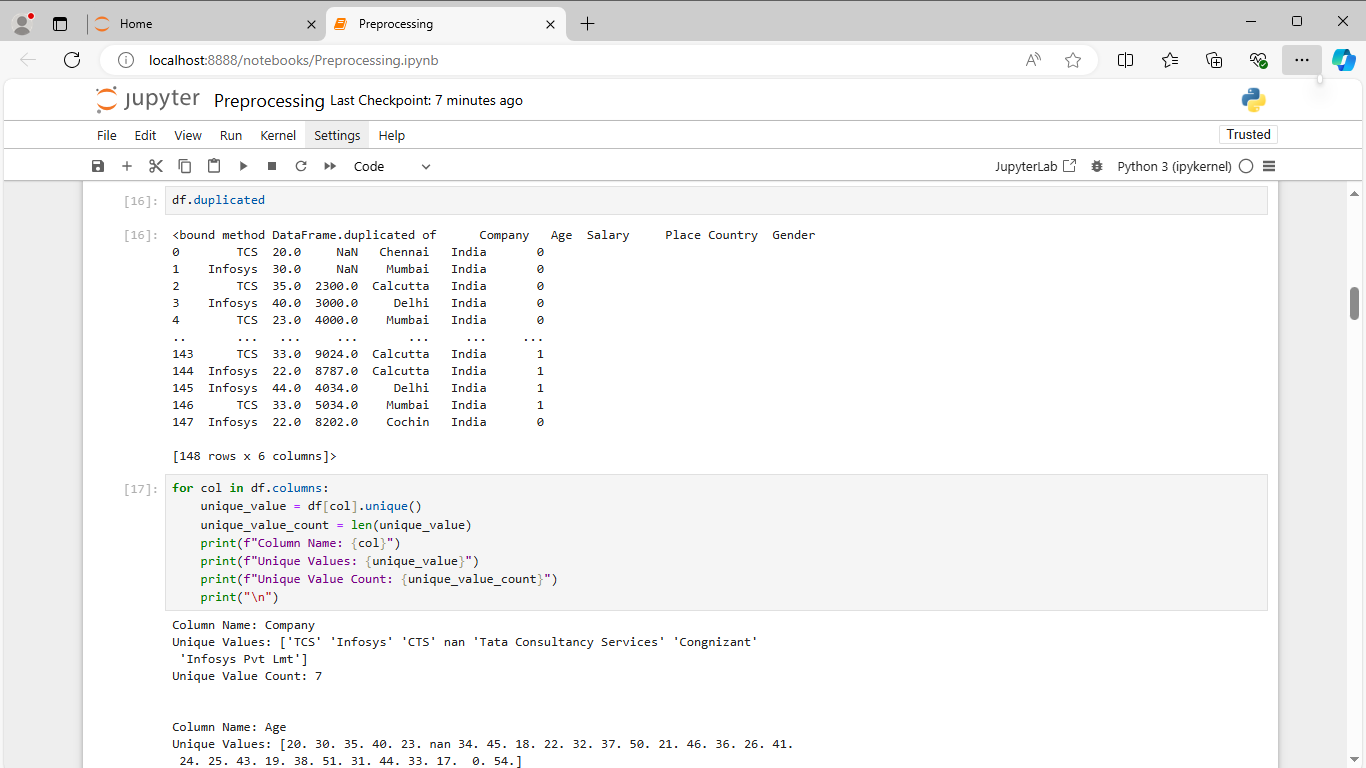 Home
Preprocessing
localhost:8888/notebooks/Preprocessing.ipynb
jupyter Preprocessing Last Checkpoint: 7 minutes ago
File Edit View Run Kernel Settings Help
Trusted
Code
JupyterLab
Python 3 (ipykernel)
[16]: df.duplicated
[16]: <bound method DataFrame.duplicated of      Company   Age  Salary     Place Country  Gender
0        TCS  20.0     NaN   Chennai   India       0
1    Infosys  30.0     NaN    Mumbai   India       0
2        TCS  35.0  2300.0  Calcutta   India       0
3    Infosys  40.0  3000.0     Delhi   India       0
4        TCS  23.0  4000.0    Mumbai   India       0
..       ...   ...     ...       ...     ...     ...
143      TCS  33.0  9024.0  Calcutta   India       1
144  Infosys  22.0  8787.0  Calcutta   India       1
145  Infosys  44.0  4034.0     Delhi   India       1
146      TCS  33.0  5034.0    Mumbai   India       1
147  Infosys  22.0  8202.0    Cochin   India       0
[148 rows x 6 columns]>
[17]: for col in df.columns:
    unique_value = df[col].unique()
    unique_value_count = len(unique_value)
    print(f"Column Name: {col}")
    print(f"Unique Values: {unique_value}")
    print(f"Unique Value Count: {unique_value_count}")
    print("\n")
Column Name: Company
Unique Values: ['TCS' 'Infosys' 'CTS' nan 'Tata Consultancy Services' 'Congnizant'
 'Infosys Pvt Lmt']
Unique Value Count: 7
Column Name: Age
Unique Values: [20. 30. 35. 40. 23. nan 34. 45. 18. 22. 32. 37. 50. 21. 46. 36. 26. 41.
 24. 25. 43. 19. 38. 51. 31. 44. 33. 17.  0. 54.]